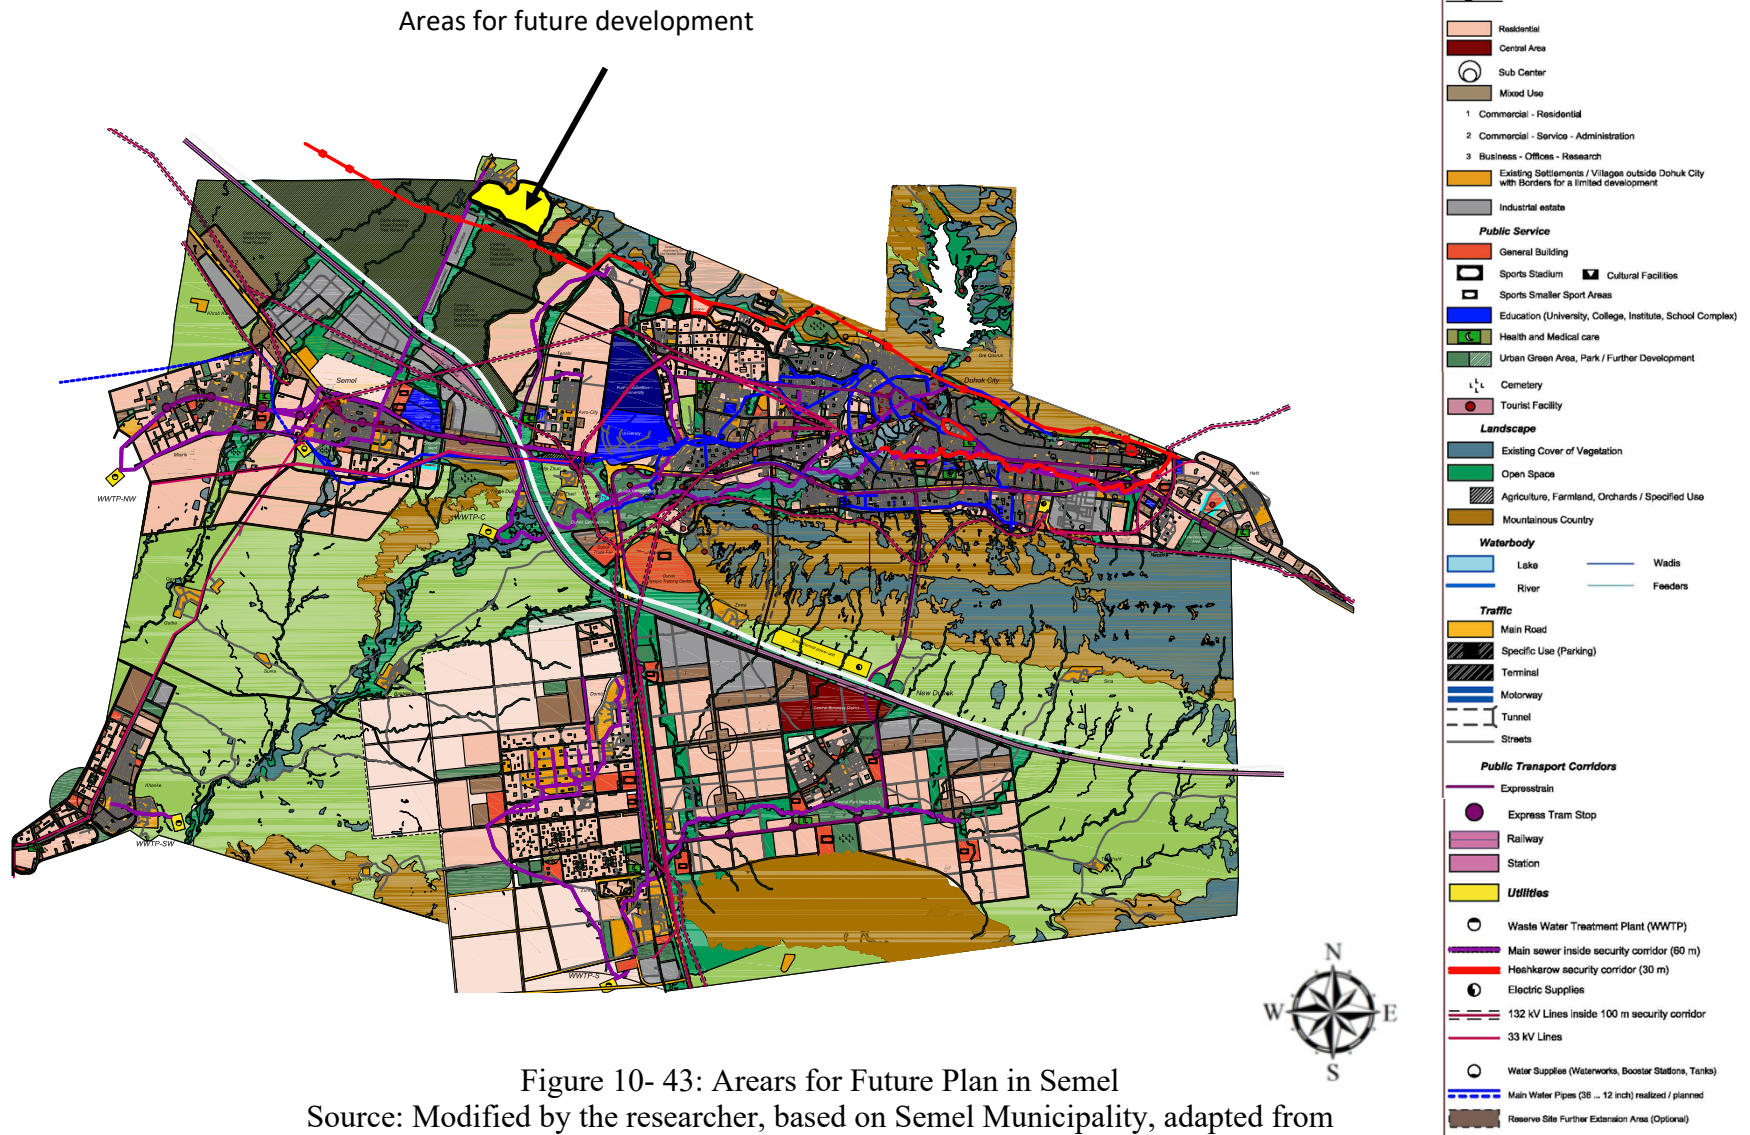 Areas for future development
Residential
Central Area
Sub Center
Mixed Use
1 Commercial - Residential
2 Commercial - Service - Administration
3 Business - Offices - Research
Existing Settlements / Villages outside Dohuk City
with Borders for a limited development
Industrial estate
Public Service
General Building
Sports Stadium
Cultural Facilities
Sports Smaller Sport Areas
Education (University, College, Institute, School Complex)
Health and Medical care
Urban Green Area, Park / Further Development
Cemetery
Tourist Facility
Landscape
Existing Cover of Vegetation
Open Space
Agriculture, Farmland, Orchards / Specified Use
Mountainous Country
Waterbody
Lake
Wadis
River
Feeders
Traffic
Main Road
Specific Use (Parking)
Terminal
Motorway
Tunnel
Streets
Public Transport Corridors
Expresstrain
Express Tram Stop
Railway
Station
Utilities
Waste Water Treatment Plant (WWTP)
Main sewer inside security corridor (60 m)
Heshkarow security corridor (30 m)
Electric Supplies
132 kV Lines Inside 100 m security corridor
33 kV Lines
Water Supplies (Waterworks, Booster Stations, Tanks)
Main Water Pipes (36 ... 12 inch) realized / planned
Reserve Site Further Extension Area (Optional)
Semel
Duhok City
WWTP-NW
WWTP-C
New Duhok
WWTP-SW
WWTP-S
N
W
E
S
Figure 10- 43: Arears for Future Plan in Semel
Source: Modified by the researcher, based on Semel Municipality, adapted from